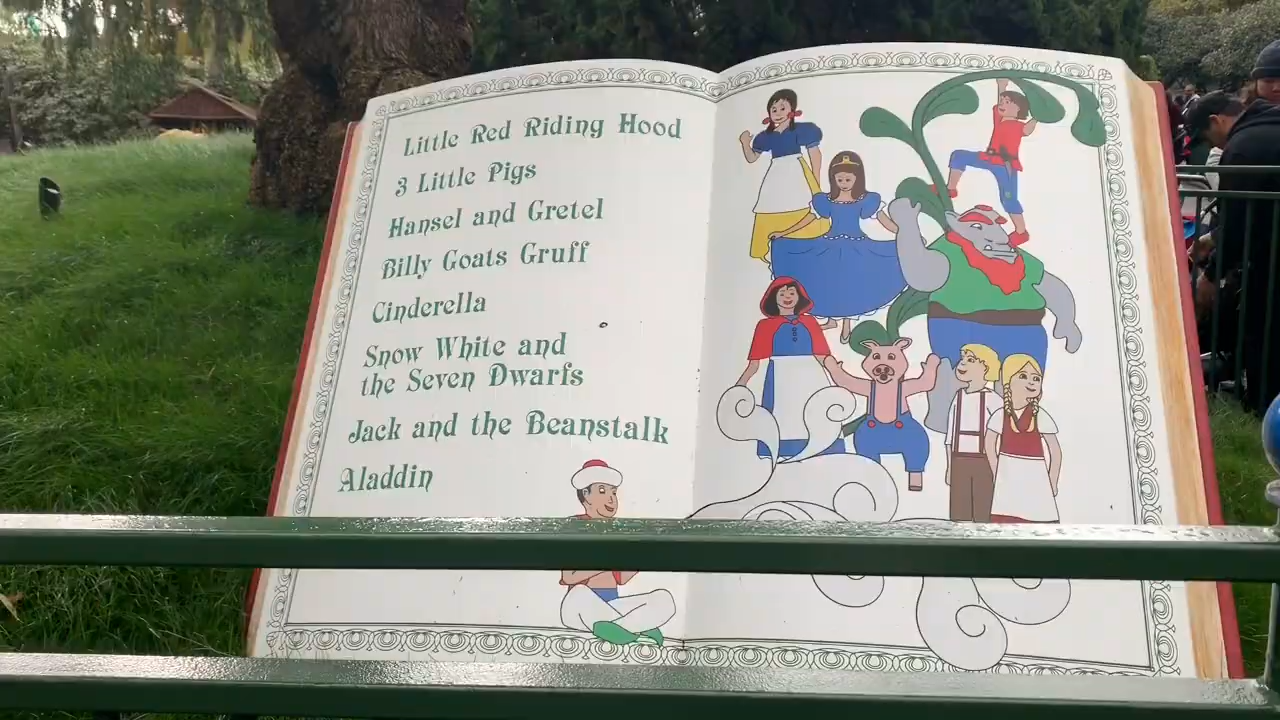 Little Red Riding Hood
3 Little Pigs
Hansel and Gretel
Billy Goats Gruff
Cinderella
Snow White and
the Seven Dwarfs
Jack and the Beanstalk
Aladdin